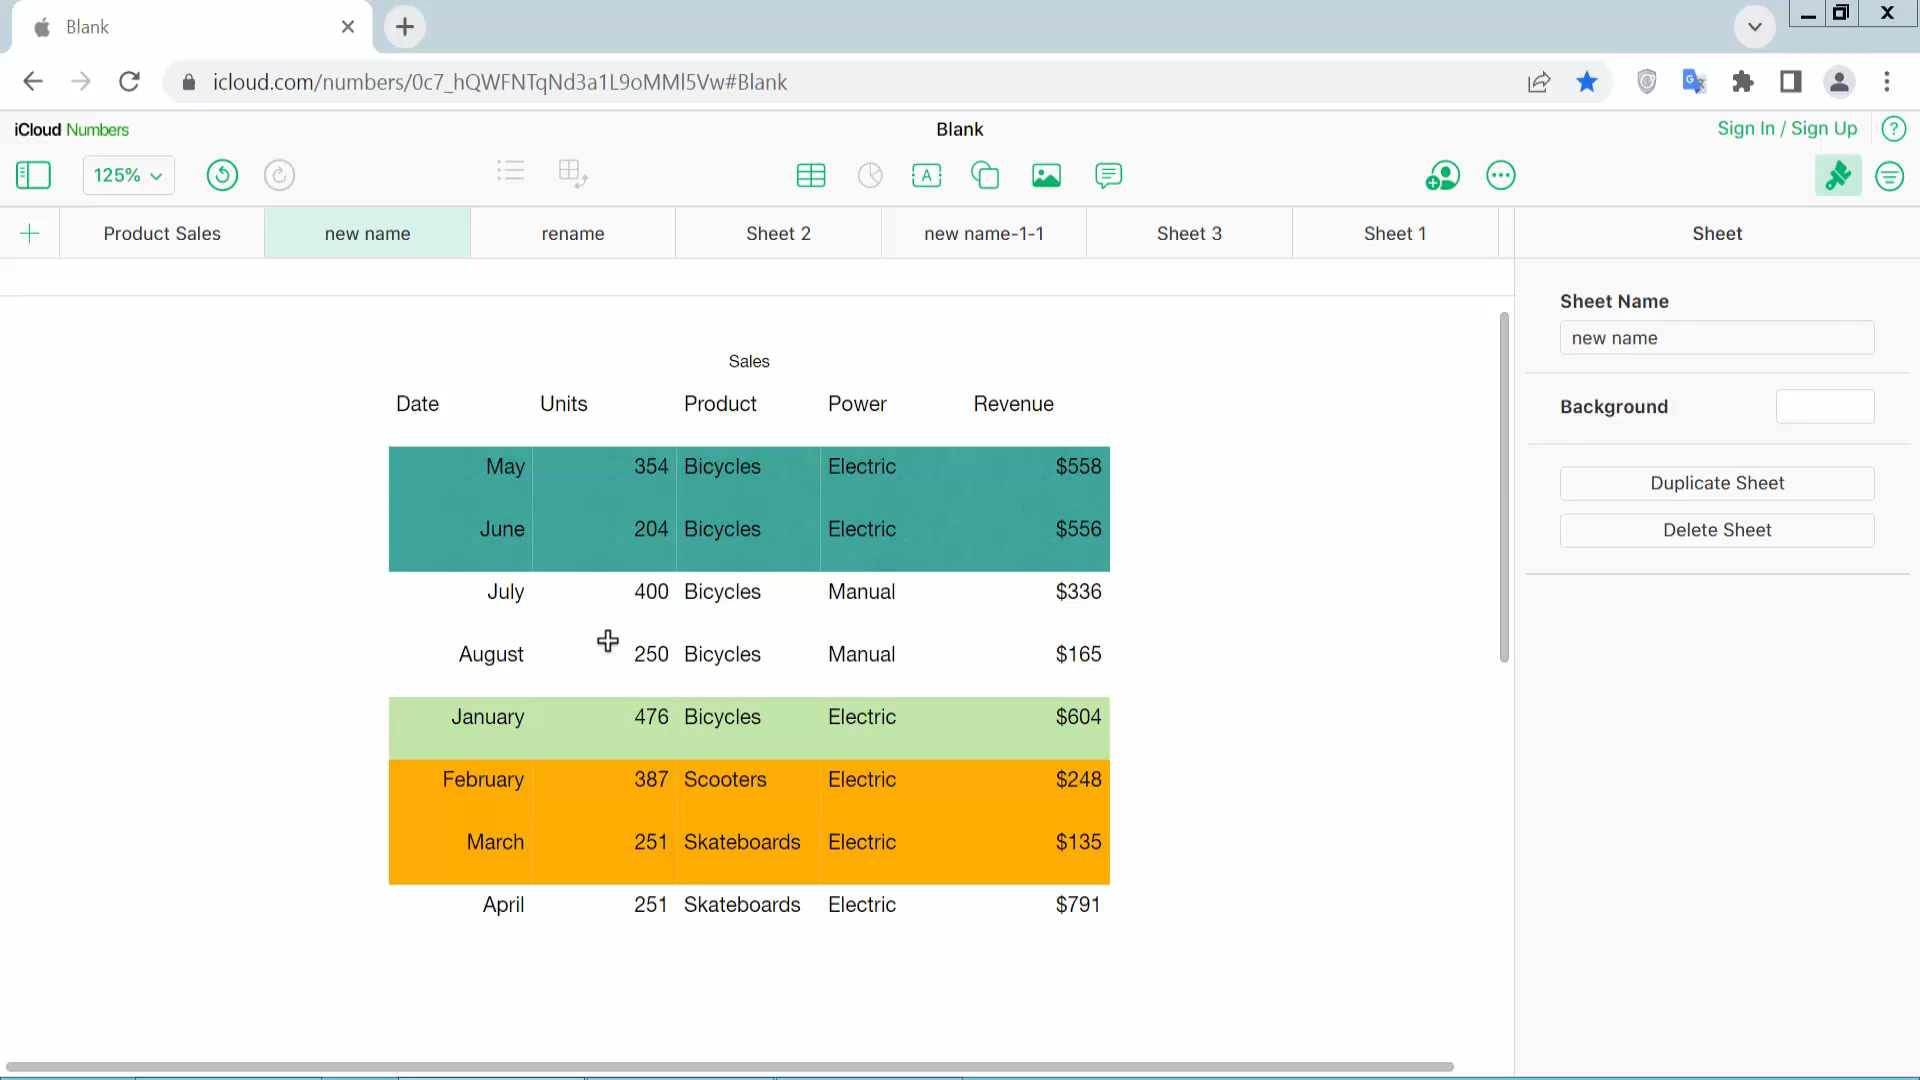 Blank
icloud.com/numbers/0c7_hQWFNTqNd3a1L9oMMl5Vw#Blank
iCloud Numbers Blank Sign In / Sign Up ?
125% A
Product Sales new name rename Sheet 2 new name-1-1 Sheet 3 Sheet 1 Sheet
Sheet Name
new name
Background
Duplicate Sheet
Delete Sheet
Sales
Date Units Product Power Revenue
May 354 Bicycles Electric $558
June 204 Bicycles Electric $556
July 400 Bicycles Manual $336
August 250 Bicycles Manual $165
January 476 Bicycles Electric $604
February 387 Scooters Electric $248
March 251 Skateboards Electric $135
April 251 Skateboards Electric $791